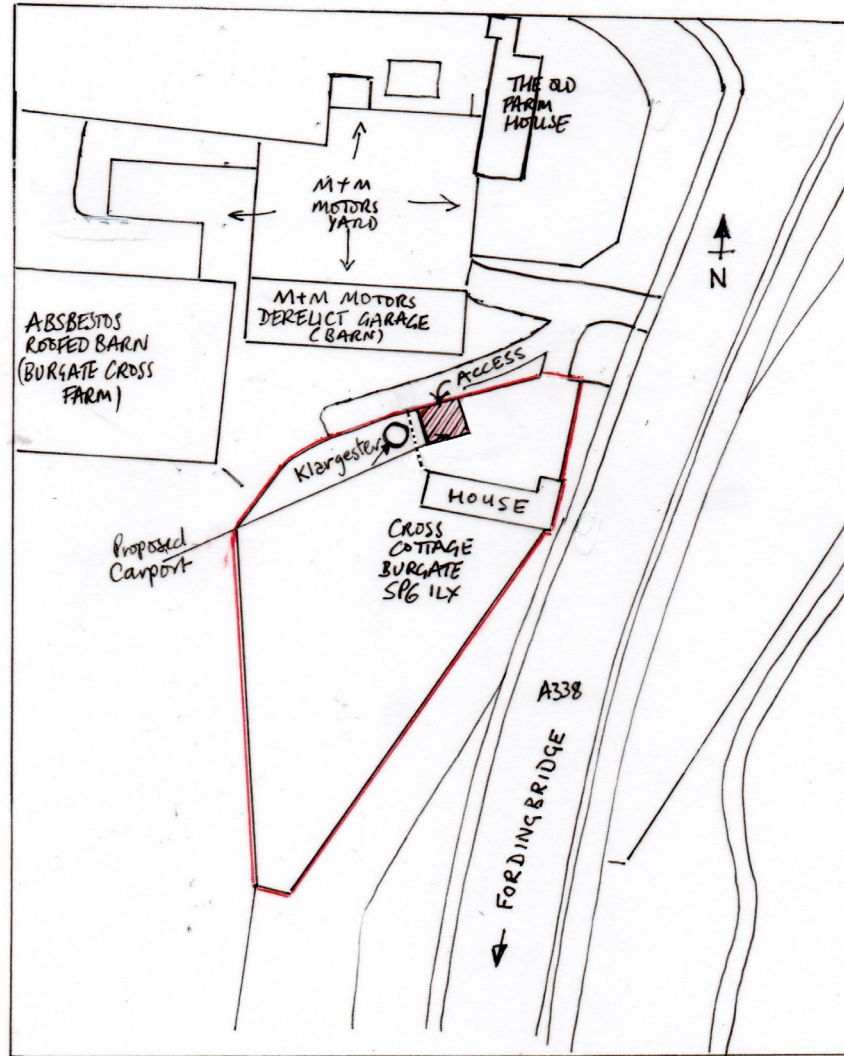 THE OLD
FARM
HOUSE
M+M
MOTORS
YARD
N
M+M MOTORS
DERELICT GARAGE
(BARN)
ABSBESTOS
ROOFED BARN
(BURGATE CROSS
FARM)
ACCESS
Klargester
HOUSE
Proposed
Carport
CROSS
COTTAGE
BURGATE
SP6 1LX
A338
FORDINGBRIDGE